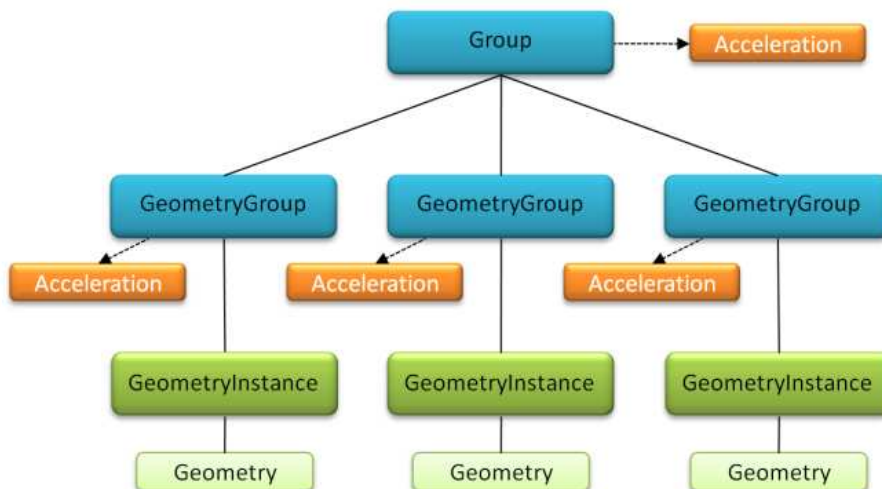 Group
Acceleration
GeometryGroup
GeometryGroup
GeometryGroup
Acceleration
Acceleration
Acceleration
GeometryInstance
GeometryInstance
GeometryInstance
Geometry
Geometry
Geometry